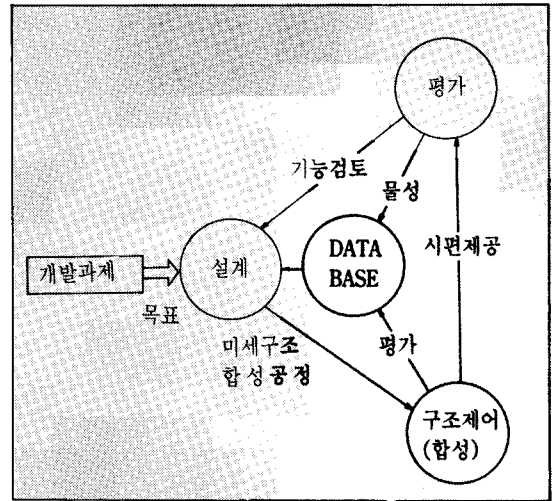 평가
기능검토
물성
시편제공
개발과제
목표
설계
DATA
BASE
미세구조
합성공정
평가
구조제어
(합성)